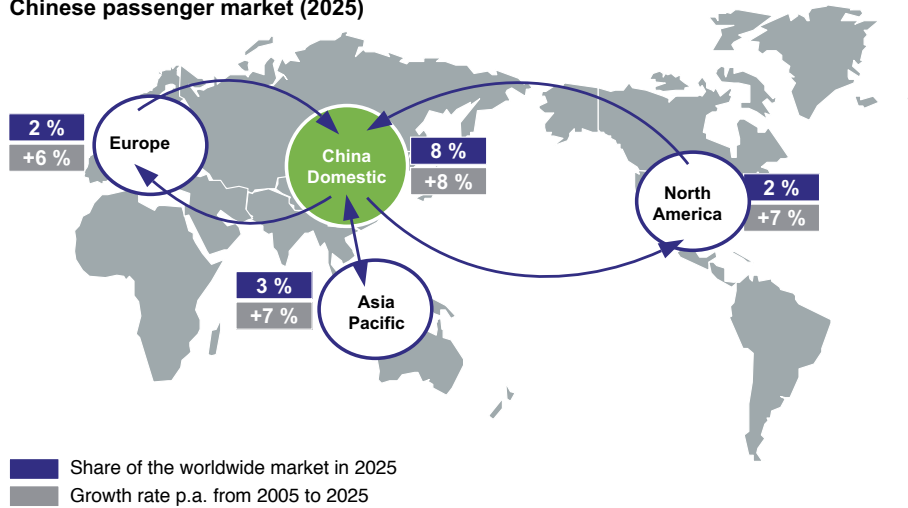 Chinese passenger market (2025)
2 %
+6 %
Europe
China
Domestic
8 %
+8 %
North
America
2 %
+7 %
3 %
+7 %
Asia
Pacific
Share of the worldwide market in 2025
Growth rate p.a. from 2005 to 2025